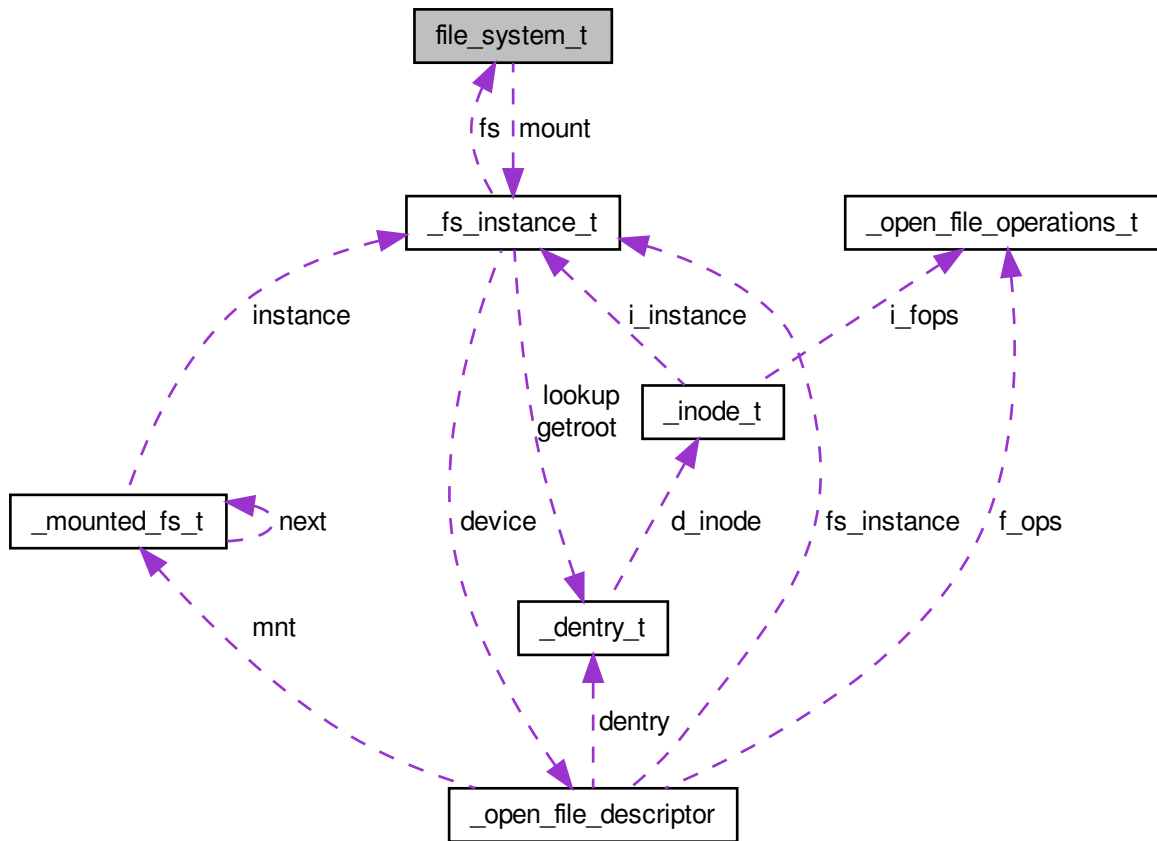 file_system_t
fs
mount
_fs_instance_t
_open_file_operations_t
instance
i_instance
i_fops
lookup
getroot
_inode_t
_mounted_fs_t
next
device
d_inode
fs_instance
f_ops
_dentry_t
mnt
dentry
_open_file_descriptor